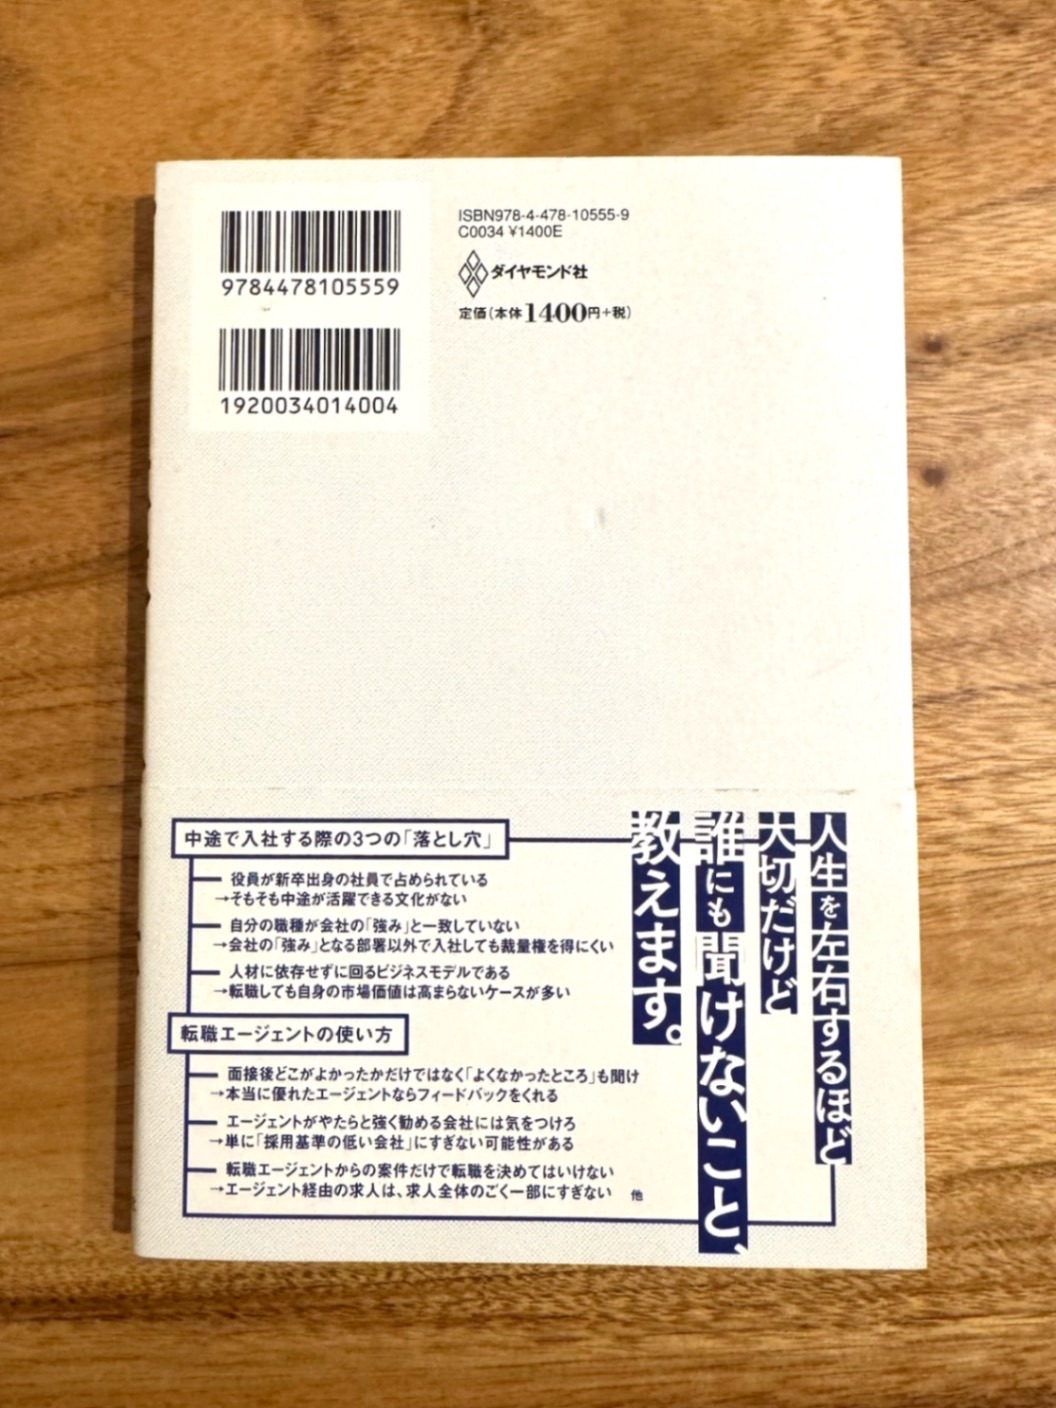 9784478105559
1920034014004
ISBN978-4-478-10555-9
C0034 ¥1400E
ダイヤモンド社
定価(本体1400円+税)
人生を左右するほど
大切だけど
誰にも聞けないこと、
教えます。
中途で入社する際の3つの「落とし穴」
役員が新卒出身の社員で占められている
→そもそも中途が活躍できる文化がない
自分の職種が会社の「強み」と一致していない
→会社の「強み」となる部署以外で入社しても裁量権を得にくい
人材に依存せずに回るビジネスモデルである
→転職しても自身の市場価値は高まらないケースが多い
転職エージェントの使い方
面接後どこがよかったかだけではなく「よくなかったところ」も聞け
→本当に優れたエージェントならフィードバックをくれる
エージェントがやたらと強く勧める会社には気をつけろ
→単に「採用基準の低い会社」にすぎない可能性がある
転職エージェントからの案件だけで転職を決めてはいけない
→エージェント経由の求人は、求人全体のごく一部にすぎない 他